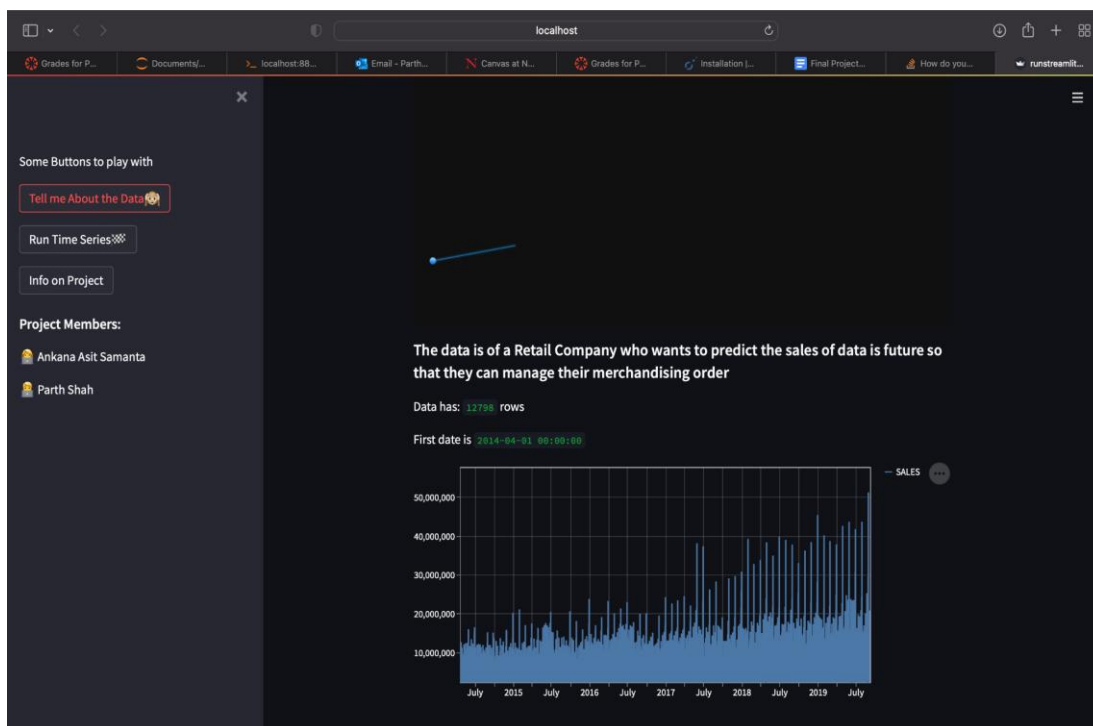 localhost
Grades for P...
Documents/...
localhost:88...
Email - Parth...
Canvas at N...
Grades for P...
Installation |...
Final Project...
How do you...
runstreamlit...
Some Buttons to play with
Tell me About the Data
Run Time Series
Info on Project
Project Members:
Ankana Asit Samanta
Parth Shah
The data is of a Retail Company who wants to predict the sales of data is future so
that they can manage their merchandising order
Data has: 12798 rows
First date is 2014-04-01 00:00:00
SALES
50,000,000
40,000,000
30,000,000
20,000,000
10,000,000
July 2015 July 2016 July 2017 July 2018 July 2019 July